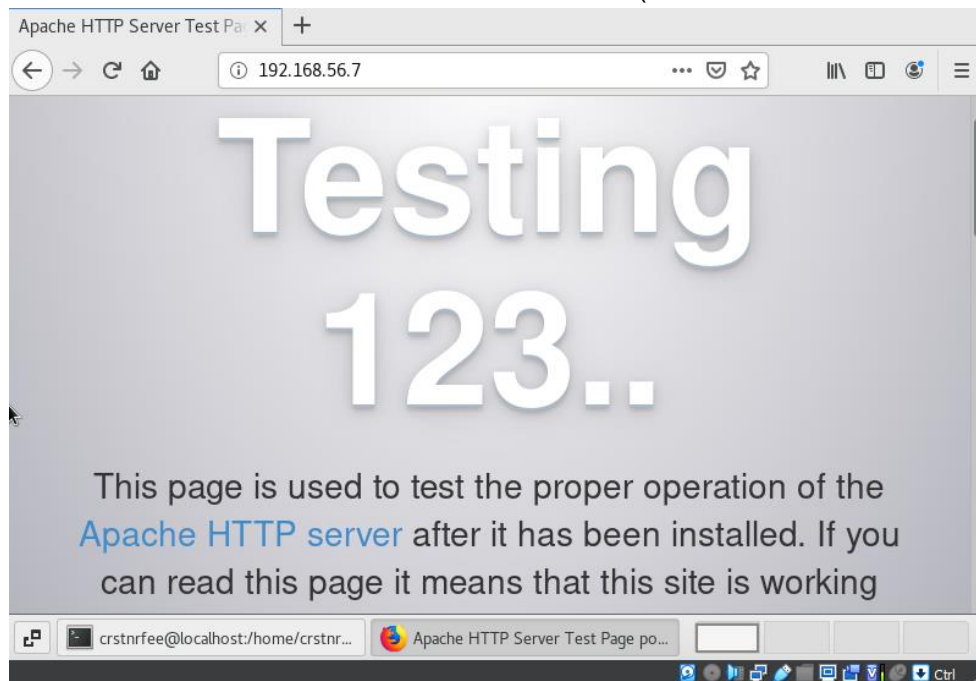 Apache HTTP Server Test Pa
192.168.56.7
Testing
123..
This page is used to test the proper operation of the
Apache HTTP server after it has been installed. If you
can read this page it means that this site is working
crstnrfee@localhost:/home/crstnr... Apache HTTP Server Test Page po...
Ctrl